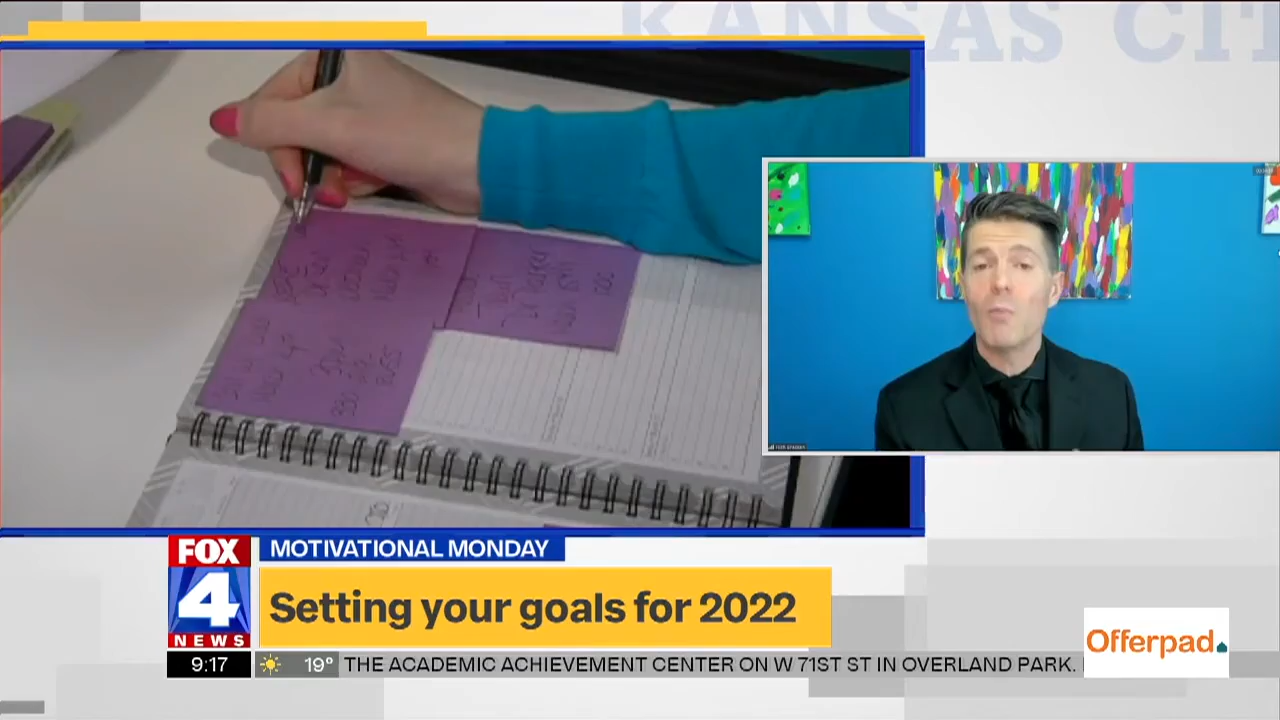 KANSAS CIT
FOX
4
NEWS
MOTIVATIONAL MONDAY
Setting your goals for 2022
9:17
19°
THE ACADEMIC ACHIEVEMENT CENTER ON W 71ST ST IN OVERLAND PARK.
Offerpad